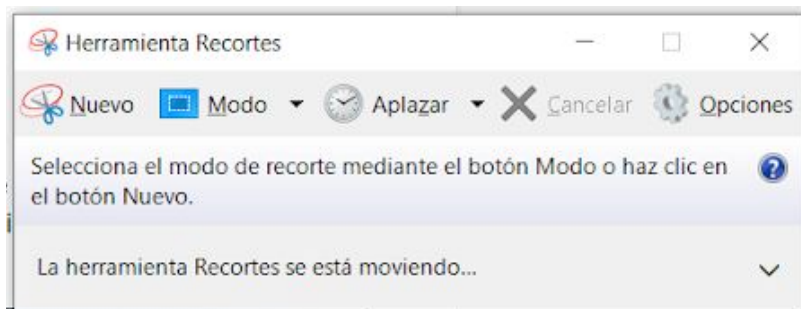 Herramienta Recortes
Nuevo Modo Aplazar Cancelar Opciones
Selecciona el modo de recorte mediante el botón Modo o haz clic en
el botón Nuevo.
La herramienta Recortes se está moviendo...